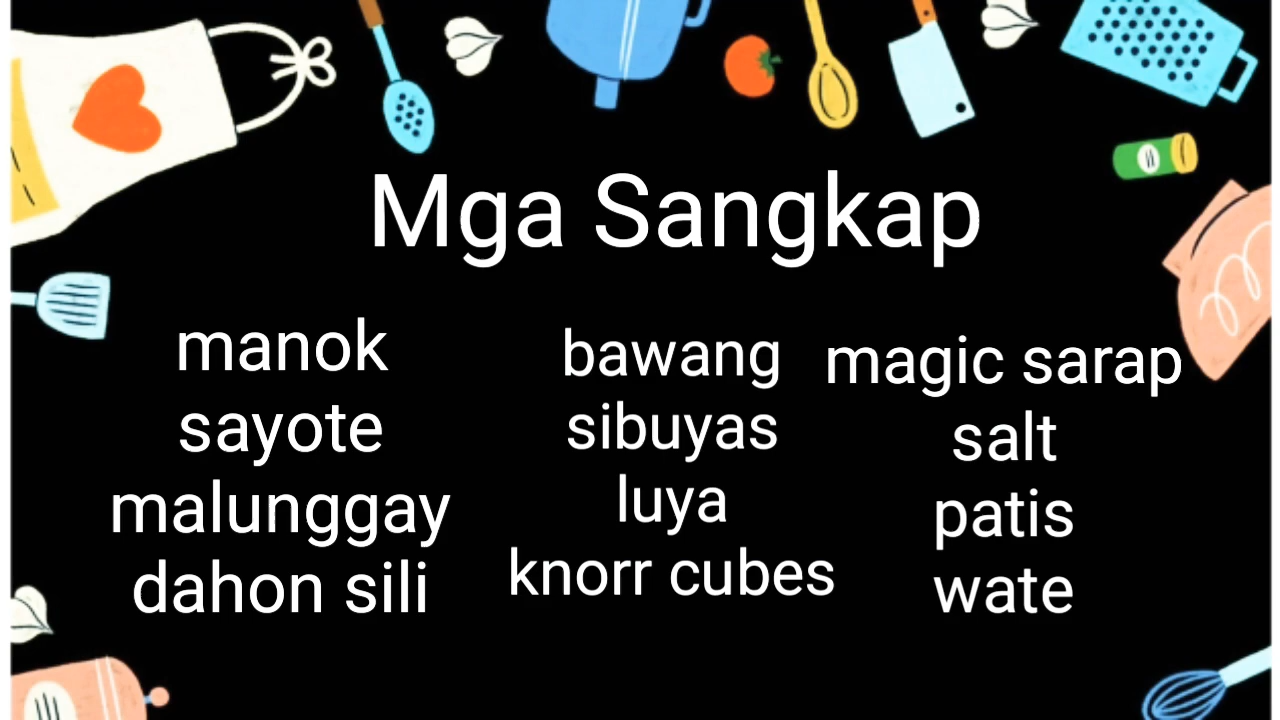 Mga Sangkap
manok
sayote
malunggay
dahon sili
bawang
sibuyas
luya
knorr cubes
magic sarap
salt
patis
wate